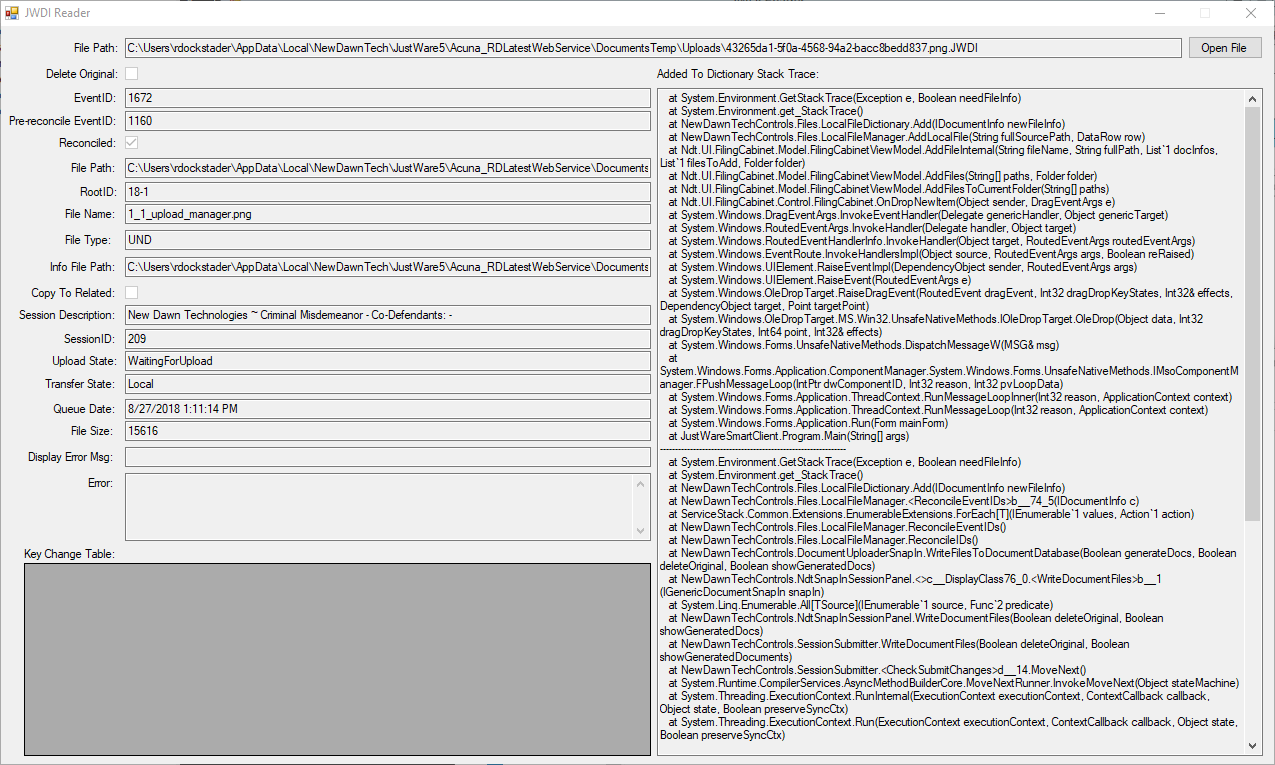 JWDI Reader
File Path: C:\Users\rdockstader\AppData\Local\NewDawnTech\JustWare5\Acuna_RDLatestWebService\DocumentsTemp\Uploads\43265da1-5f0a-4568-94a2-bacc8bedd837.png.JWDI Open File
Delete Original:
EventID: 1672
Pre-reconcile EventID: 1160
Reconciled:
File Path: C:\Users\rdockstader\AppData\Local\NewDawnTech\JustWare5\Acuna_RDLatestWebService\Documents
RootID: 18-1
File Name: 1_1_upload_manager.png
File Type: UND
Info File Path: C:\Users\rdockstader\AppData\Local\NewDawnTech\JustWare5\Acuna_RDLatestWebService\Documents
Copy To Related:
Session Description: New Dawn Technologies ~ Criminal Misdemeanor - Co-Defendants: -
SessionID: 209
Upload State: WaitingForUpload
Transfer State: Local
Queue Date: 8/27/2018 1:11:14 PM
File Size: 15616
Display Error Msg:
Error:
Key Change Table:
Added To Dictionary Stack Trace:
at System.Environment.GetStackTrace(Exception e, Boolean needFileInfo)
at System.Environment.get_StackTrace()
at NewDawnTechControls.Files.LocalFileDictionary.Add(IDocumentInfo newFileInfo)
at NewDawnTechControls.Files.LocalFileManager.AddLocalFile(String fullSourcePath, DataRow row)
at Ndt.UI.FilingCabinet.Model.FilingCabinetViewModel.AddFileInternal(String fileName, String fullPath, List`1 docInfos,
List`1 filesToAdd, Folder folder)
at Ndt.UI.FilingCabinet.Model.FilingCabinetViewModel.AddFiles(String[] paths, Folder folder)
at Ndt.UI.FilingCabinet.Model.FilingCabinetViewModel.AddFilesToCurrentFolder(String[] paths)
at Ndt.UI.FilingCabinet.Control.FilingCabinet.OnDropNewItem(Object sender, DragEventArgs e)
at System.Windows.DragEventArgs.InvokeEventHandler(Delegate genericHandler, Object genericTarget)
at System.Windows.RoutedEventArgs.InvokeHandler(Delegate handler, Object target)
at System.Windows.RoutedEventHandlerInfo.InvokeHandler(Object target, RoutedEventArgs routedEventArgs)
at System.Windows.EventRoute.InvokeHandlersImpl(Object source, RoutedEventArgs args, Boolean reRaised)
at System.Windows.UIElement.RaiseEventImpl(DependencyObject sender, RoutedEventArgs args)
at System.Windows.UIElement.RaiseEvent(RoutedEventArgs e)
at System.Windows.OleDropTarget.RaiseDragEvent(RoutedEvent dragEvent, Int32 dragDropKeyStates, Int32& effects,
DependencyObject target, Point targetPoint)
at System.Windows.OleDropTarget.MS.Win32.UnsafeNativeMethods.IOleDropTarget.OleDrop(Object data, Int32
dragDropKeyStates, Int64 point, Int32& effects)
at System.Windows.Forms.UnsafeNativeMethods.DispatchMessageW(MSG& msg)
at
System.Windows.Forms.Application.ComponentManager.System.Windows.Forms.UnsafeNativeMethods.IMsoComponentM
anager.FPushMessageLoop(IntPtr dwComponentID, Int32 reason, Int32 pvLoopData)
at System.Windows.Forms.Application.ThreadContext.RunMessageLoopInner(Int32 reason, ApplicationContext context)
at System.Windows.Forms.Application.ThreadContext.RunMessageLoop(Int32 reason, ApplicationContext context)
at System.Windows.Forms.Application.Run(Form mainForm)
at JustWareSmartClient.Program.Main(String[] args)
------------------------------------------------------------
at System.Environment.GetStackTrace(Exception e, Boolean needFileInfo)
at System.Environment.get_StackTrace()
at NewDawnTechControls.Files.LocalFileDictionary.Add(IDocumentInfo newFileInfo)
at NewDawnTechControls.Files.LocalFileManager.<ReconcileEventIDs>b__74_5(IDocumentInfo c)
at ServiceStack.Common.Extensions.EnumerableExtensions.ForEach[T](IEnumerable`1 values, Action`1 action)
at NewDawnTechControls.Files.LocalFileManager.ReconcileEventIDs()
at NewDawnTechControls.Files.LocalFileManager.ReconcileIDs()
at NewDawnTechControls.DocumentUploaderSnapIn.WriteFilesToDocumentDatabase(Boolean generateDocs, Boolean
deleteOriginal, Boolean showGeneratedDocs)
at NewDawnTechControls.NdtSnapInSessionPanel.<>c__DisplayClass76_0.<WriteDocumentFiles>b__1
(IGenericDocumentSnapIn snapIn)
at System.Linq.Enumerable.All[TSource](IEnumerable`1 source, Func`2 predicate)
at NewDawnTechControls.NdtSnapInSessionPanel.WriteDocumentFiles(Boolean deleteOriginal, Boolean
showGeneratedDocs)
at NewDawnTechControls.SessionSubmitter.WriteDocumentFiles(Boolean deleteOriginal, Boolean
showGeneratedDocuments)
at NewDawnTechControls.SessionSubmitter.<CheckSubmitChanges>d__14.MoveNext()
at System.Runtime.CompilerServices.AsyncMethodBuilderCore.MoveNextRunner.InvokeMoveNext(Object stateMachine)
at System.Threading.ExecutionContext.RunInternal(ExecutionContext executionContext, ContextCallback callback,
Object state, Boolean preserveSyncCtx)
at System.Threading.ExecutionContext.Run(ExecutionContext executionContext, ContextCallback callback, Object state,
Boolean preserveSyncCtx)